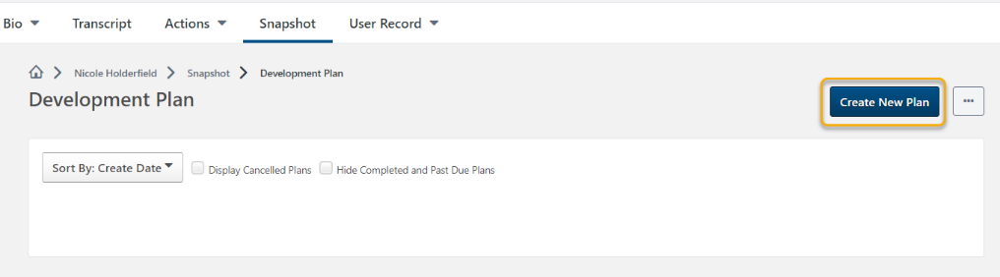 Bio Transcript Actions Snapshot User Record
Nicole Holderfield Snapshot Development Plan
Development Plan
Create New Plan ...
Sort By: Create Date Display Cancelled Plans Hide Completed and Past Due Plans